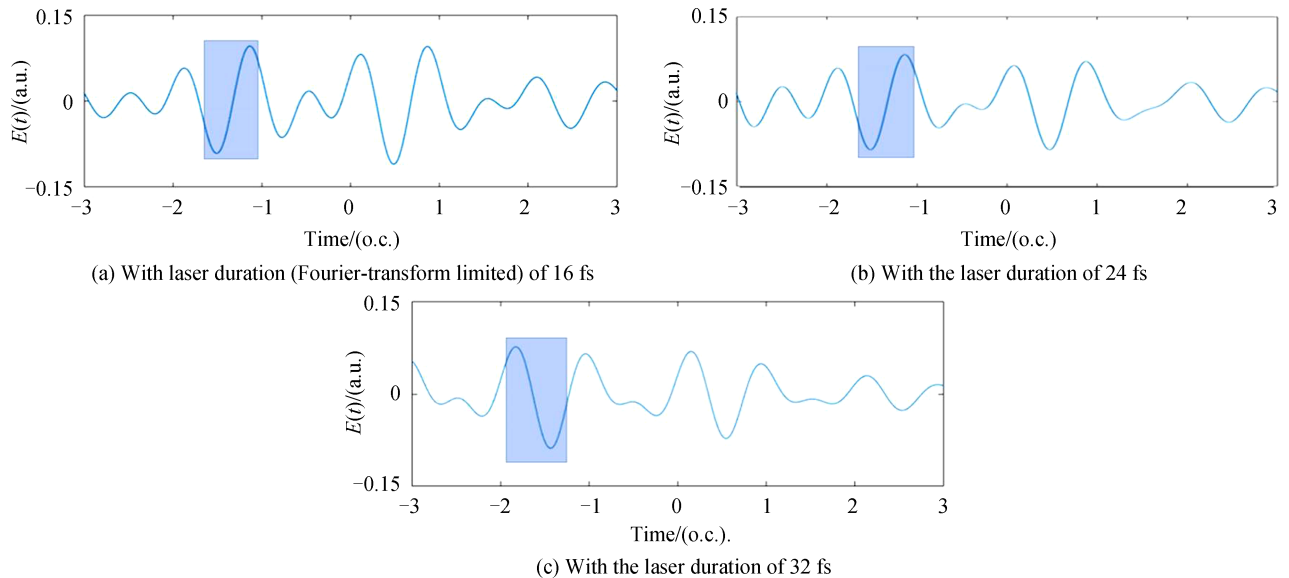 0.15
0
−0.15
E(t)/(a.u.)
−3 −2 −1 0 1 2 3
Time/(o.c.)
(a) With laser duration (Fourier-transform limited) of 16 fs
0.15
0
−0.15
E(t)/(a.u.)
−3 −2 −1 0 1 2 3
Time/(o.c.)
(b) With the laser duration of 24 fs
0.15
0
−0.15
E(t)/(a.u.)
−3 −2 −1 0 1 2 3
Time/(o.c.).
(c) With the laser duration of 32 fs